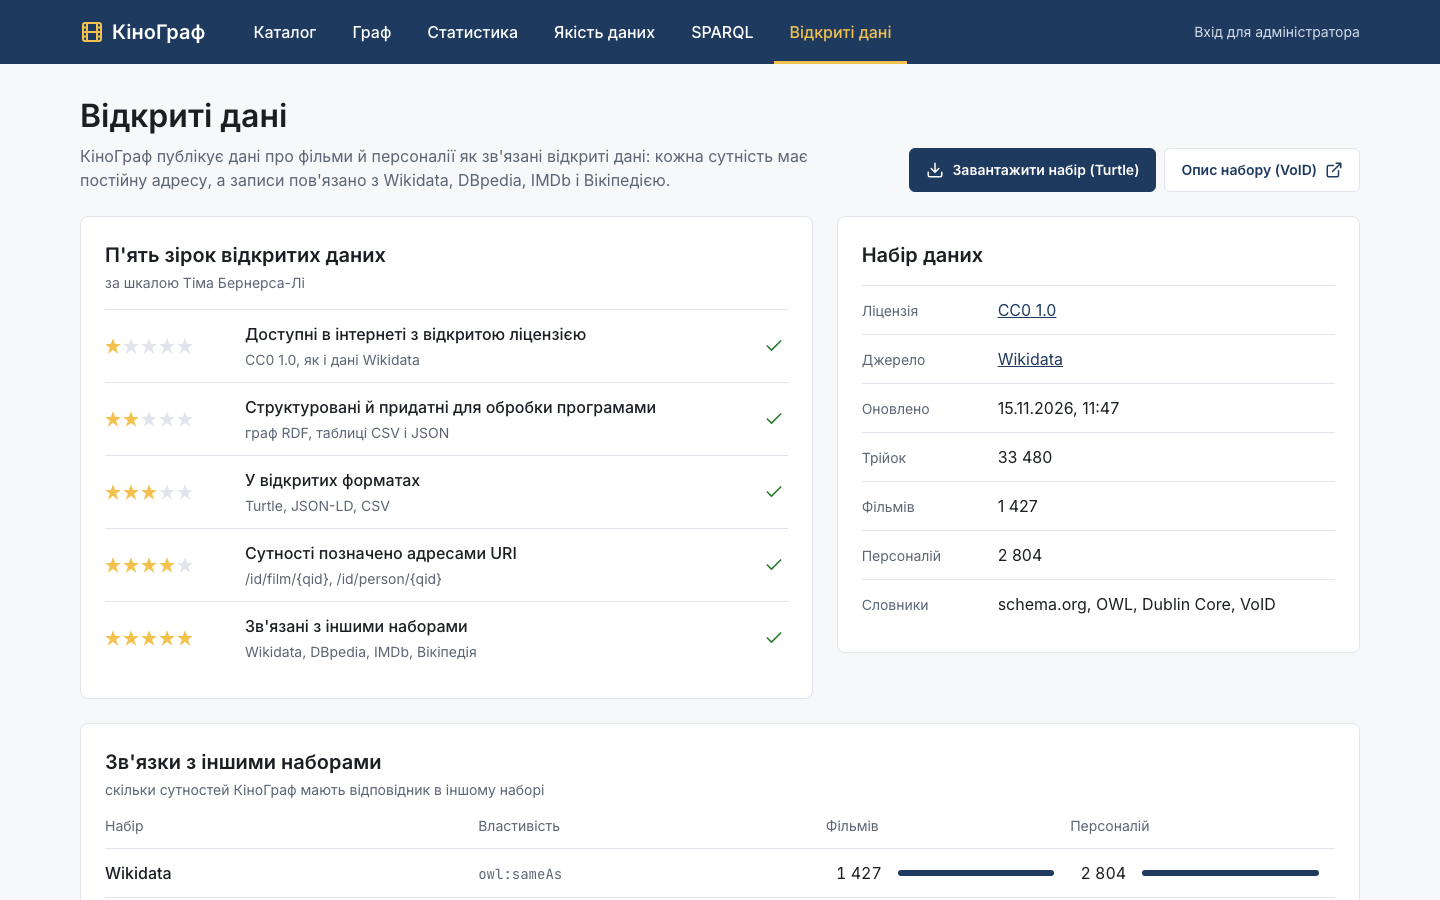 КіноГраф
Каталог
Граф
Статистика
Якість даних
SPARQL
Відкриті дані
Вхід для адміністратора
Відкриті дані
КіноГраф публікує дані про фільми й персоналії як зв'язані відкриті дані: кожна сутність має
постійну адресу, а записи пов'язано з Wikidata, DBpedia, IMDb і Вікіпедією.
Завантажити набір (Turtle)
Опис набору (VoID)
П'ять зірок відкритих даних
за шкалою Тіма Бернерса-Лі
Доступні в інтернеті з відкритою ліцензією
CC0 1.0, як і дані Wikidata
Структуровані й придатні для обробки програмами
граф RDF, таблиці CSV і JSON
У відкритих форматах
Turtle, JSON-LD, CSV
Сутності позначено адресами URI
/id/film/{qid}, /id/person/{qid}
Зв'язані з іншими наборами
Wikidata, DBpedia, IMDb, Вікіпедія
Набір даних
Ліцензія
CC0 1.0
Джерело
Wikidata
Оновлено
15.11.2026, 11:47
Трійок
33 480
Фільмів
1 427
Персоналій
2 804
Словники
schema.org, OWL, Dublin Core, VoID
Зв'язки з іншими наборами
скільки сутностей КіноГраф мають відповідник в іншому наборі
Набір
Властивість
Фільмів
Персоналій
Wikidata
owl:sameAs
1 427
2 804